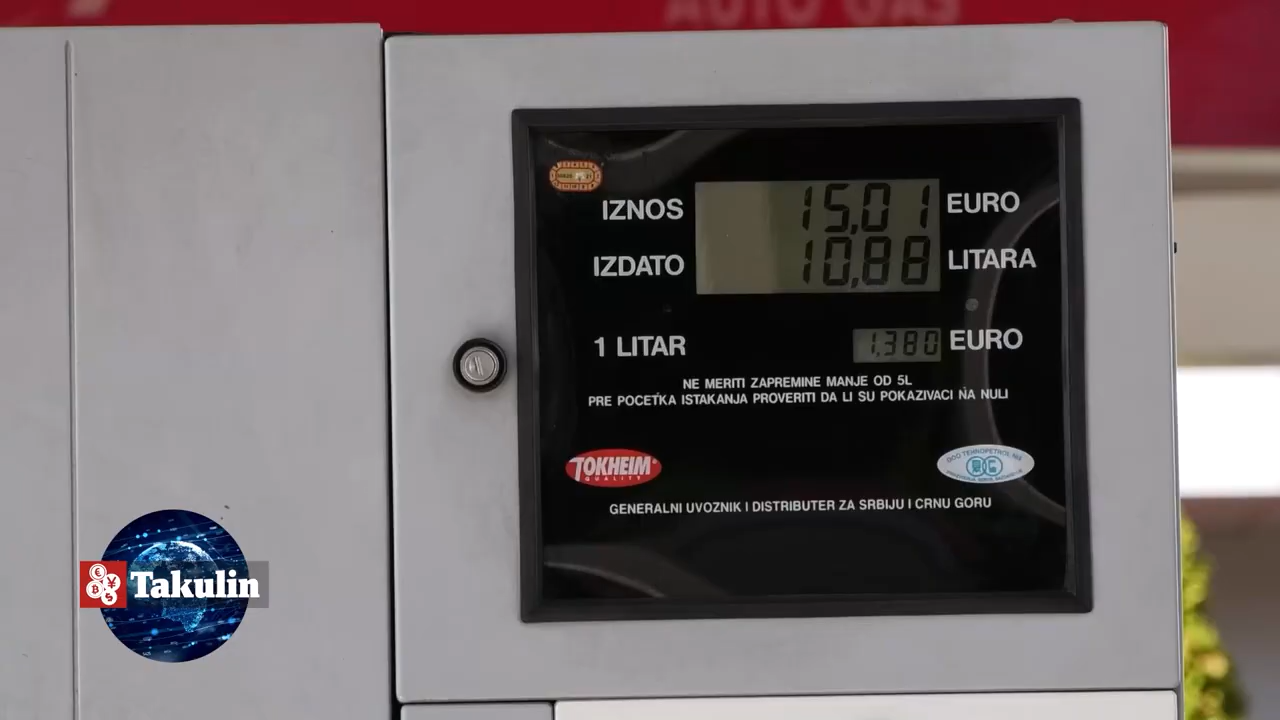 AUTO GAS
IZNOS 15,01 EURO
IZDATO 10,88 LITARA
1 LITAR 1.380 EURO
NE MERITI ZAPREMINE MANJE OD 5L
PRE POCETKA ISTAKANJA PROVERITI DA LI SU POKAZIVACI NA NULI
TOKHEIM
QUALITY
GENERALNI UVOZNIK I DISTRIBUTER ZA SRBIJU I CRNU GORU
Takulin